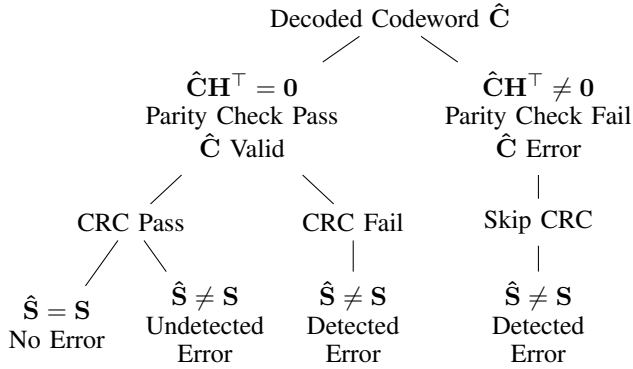 Decoded Codeword Ĉ
ĈH⊤ = 0
Parity Check Pass
Ĉ Valid
ĈH⊤ ≠ 0
Parity Check Fail
Ĉ Error
CRC Pass
CRC Fail
Skip CRC
Ŝ = S
No Error
Ŝ ≠ S
Undetected
Error
Ŝ ≠ S
Detected
Error
Ŝ ≠ S
Detected
Error